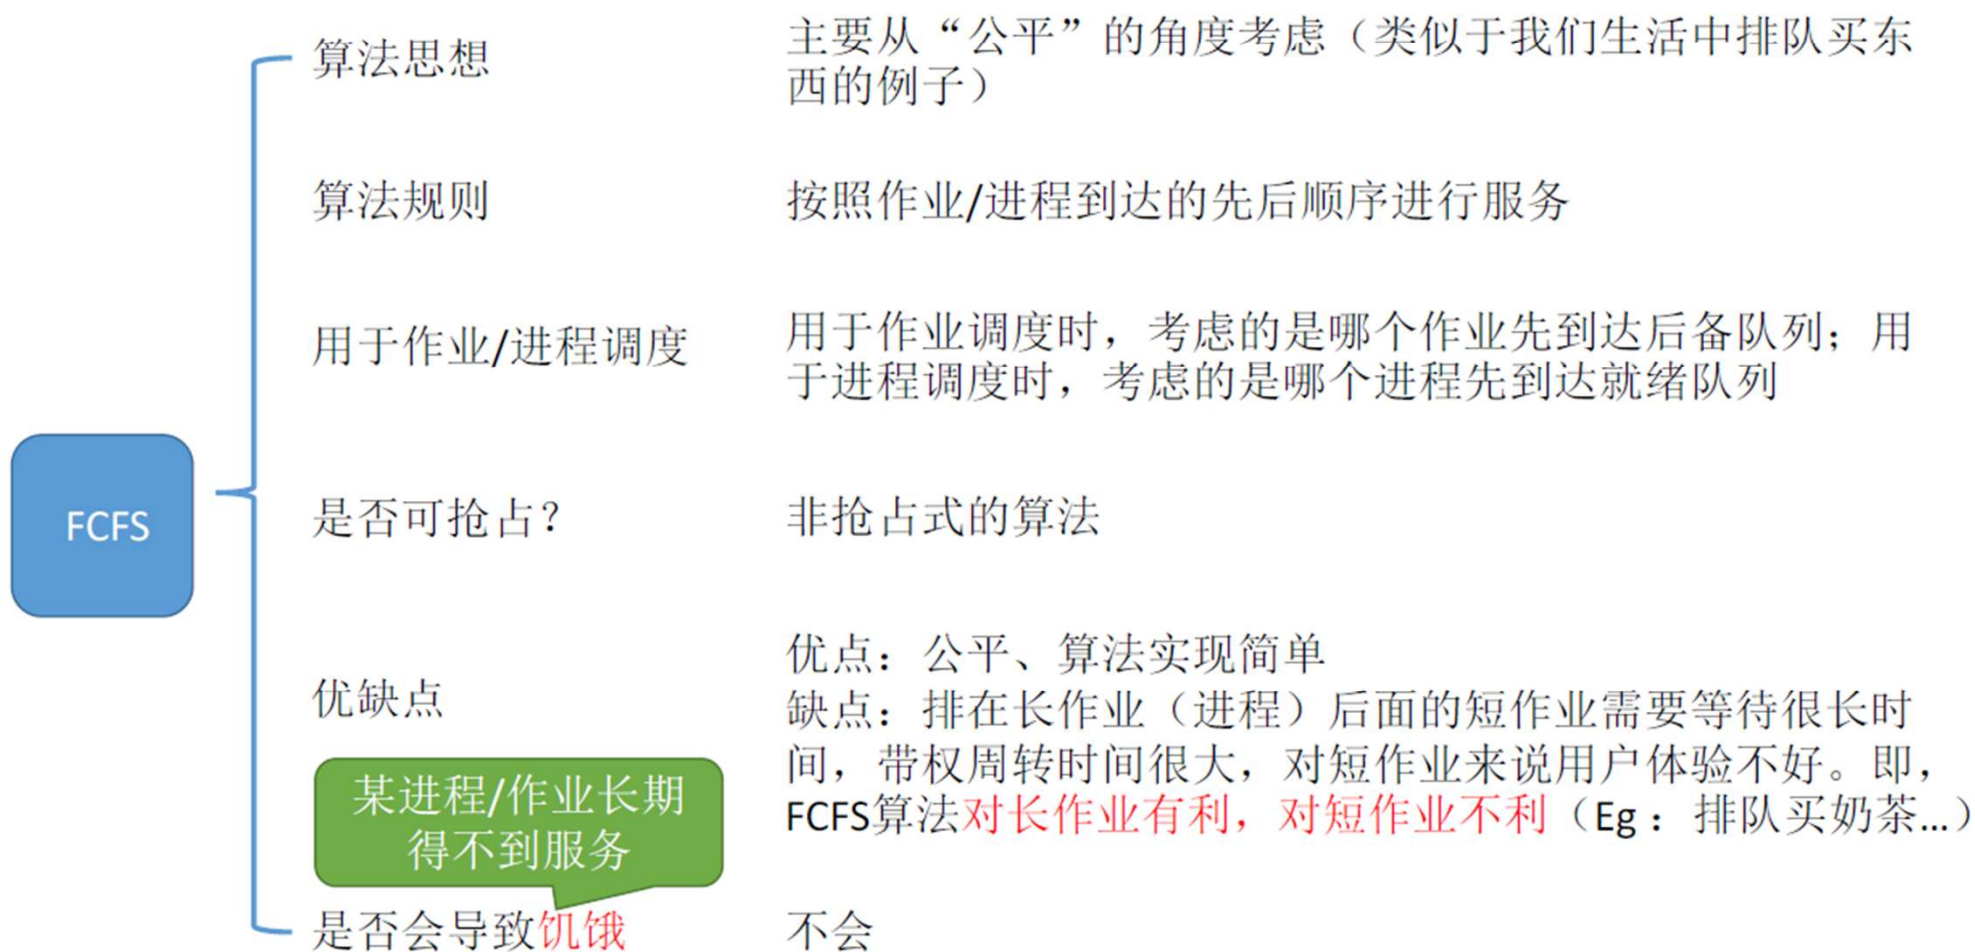 算法思想
主要从“公平”的角度考虑（类似于我们生活中排队买东
西的例子）
算法规则
按照作业/进程到达的先后顺序进行服务
用于作业/进程调度
用于作业调度时，考虑的是哪个作业先到达后备队列；用
于进程调度时，考虑的是哪个进程先到达就绪队列
FCFS
是否可抢占？
非抢占式的算法
优缺点
优点：公平、算法实现简单
缺点：排在长作业（进程）后面的短作业需要等待很长时
间，带权周转时间很大，对短作业来说用户体验不好。即，
FCFS算法对长作业有利，对短作业不利（Eg：排队买奶茶...）
某进程/作业长期
得不到服务
是否会导致饥饿
不会